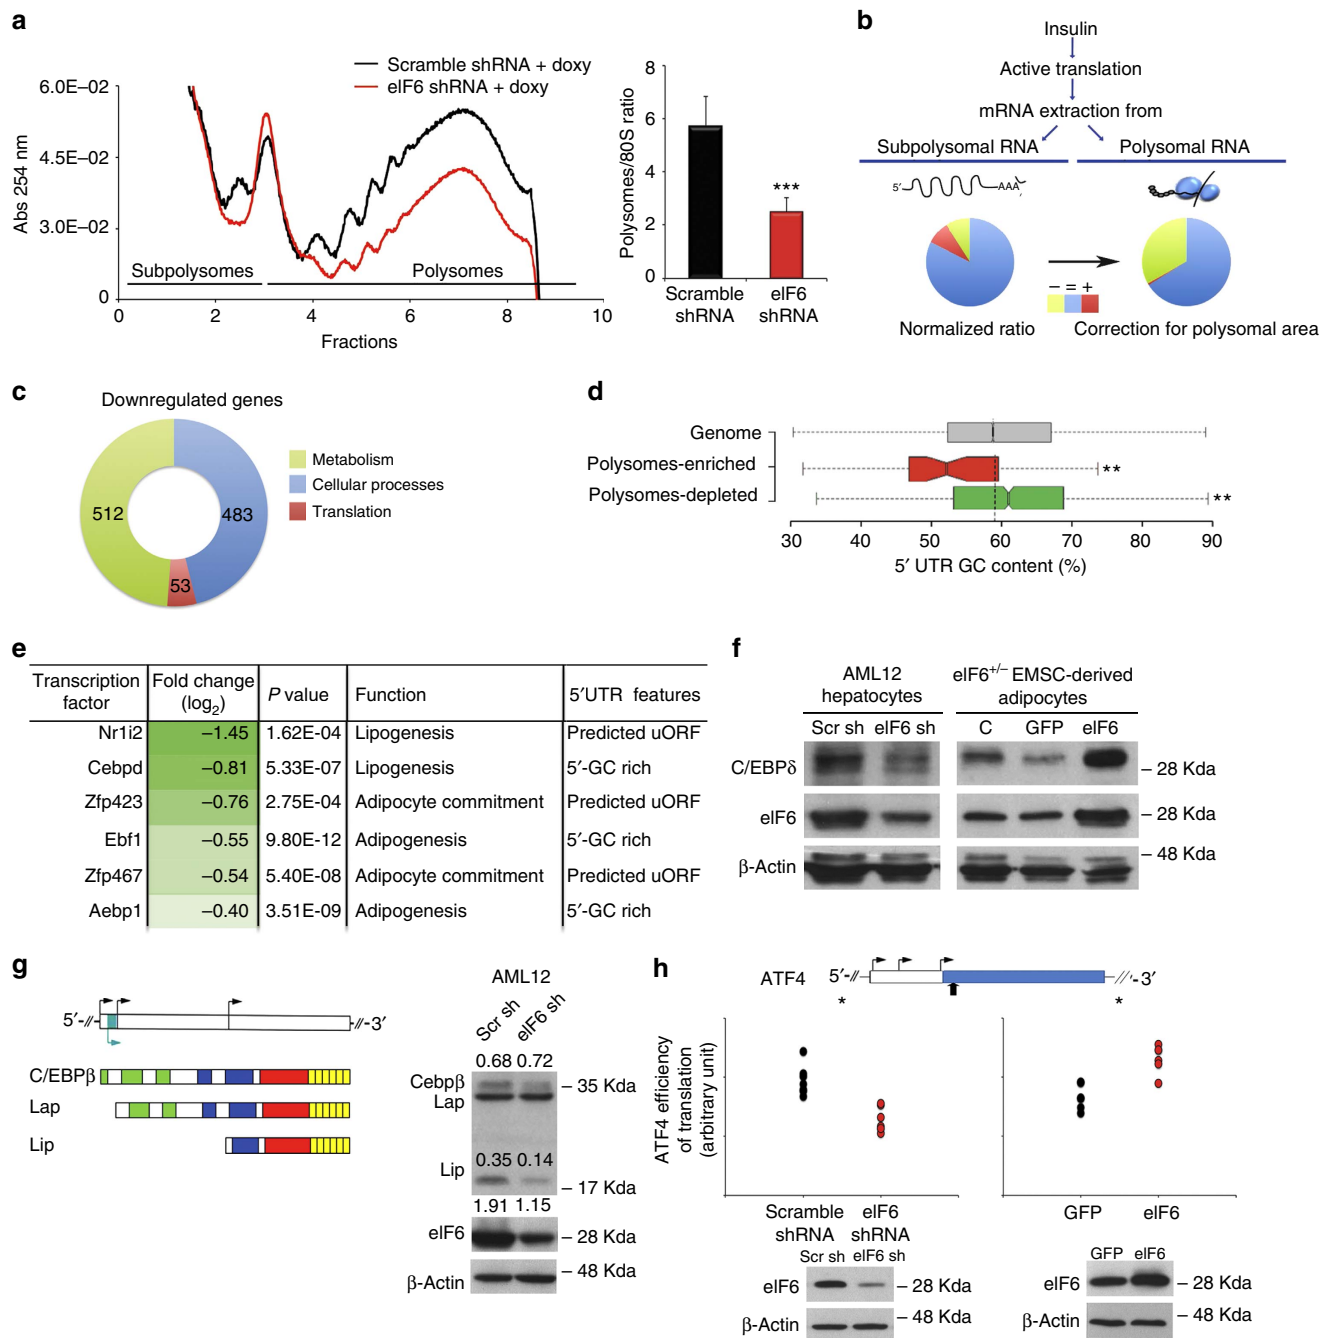 a
Scramble shRNA + doxy
eIF6 shRNA + doxy
6.0E–02
4.5E–02
3.0E–02
0
Abs 254 nm
Subpolysomes
Polysomes
0 2 4 6 8 10
Fractions
8
6
4
2
0
Polysomes/80S ratio
***
Scramble shRNA
eIF6 shRNA
b
Insulin
Active translation
mRNA extraction from
Subpolysomal RNA
Polysomal RNA
5′ AAA
– = +
Normalized ratio
Correction for polysomal area
c
Downregulated genes
512
483
53
Metabolism
Cellular processes
Translation
d
Genome
Polysomes-enriched **
Polysomes-depleted **
30 40 50 60 70 80 90
5′ UTR GC content (%)
e
Transcription factor Fold change (log2) P value Function 5′UTR features
Nr1i2 –1.45 1.62E–04 Lipogenesis Predicted uORF
Cebpd –0.81 5.33E–07 Lipogenesis 5′-GC rich
Zfp423 –0.76 2.75E–04 Adipocyte commitment Predicted uORF
Ebf1 –0.55 9.80E–12 Adipogenesis 5′-GC rich
Zfp467 –0.54 5.40E–08 Adipocyte commitment Predicted uORF
Aebp1 –0.40 3.51E–09 Adipogenesis 5′-GC rich
f
AML12 hepatocytes
eIF6+/– EMSC-derived adipocytes
Scr sh eIF6 sh C GFP eIF6
C/EBPδ – 28 Kda
eIF6 – 28 Kda
β-Actin – 48 Kda
g
5′-//- -//-3′
C/EBPβ
Lap
Lip
AML12
Scr sh eIF6 sh
0.68 0.72
Cebpβ – 35 Kda
Lap
0.35 0.14
Lip – 17 Kda
1.91 1.15
eIF6 – 28 Kda
β-Actin – 48 Kda
h
ATF4 5′-//- -//-3′
* *
ATF4 efficiency of translation (arbitrary unit)
Scramble shRNA
eIF6 shRNA
GFP eIF6
Scr sh eIF6 sh
eIF6 – 28 Kda
β-Actin – 48 Kda
GFP eIF6
eIF6 – 28 Kda
β-Actin – 48 Kda